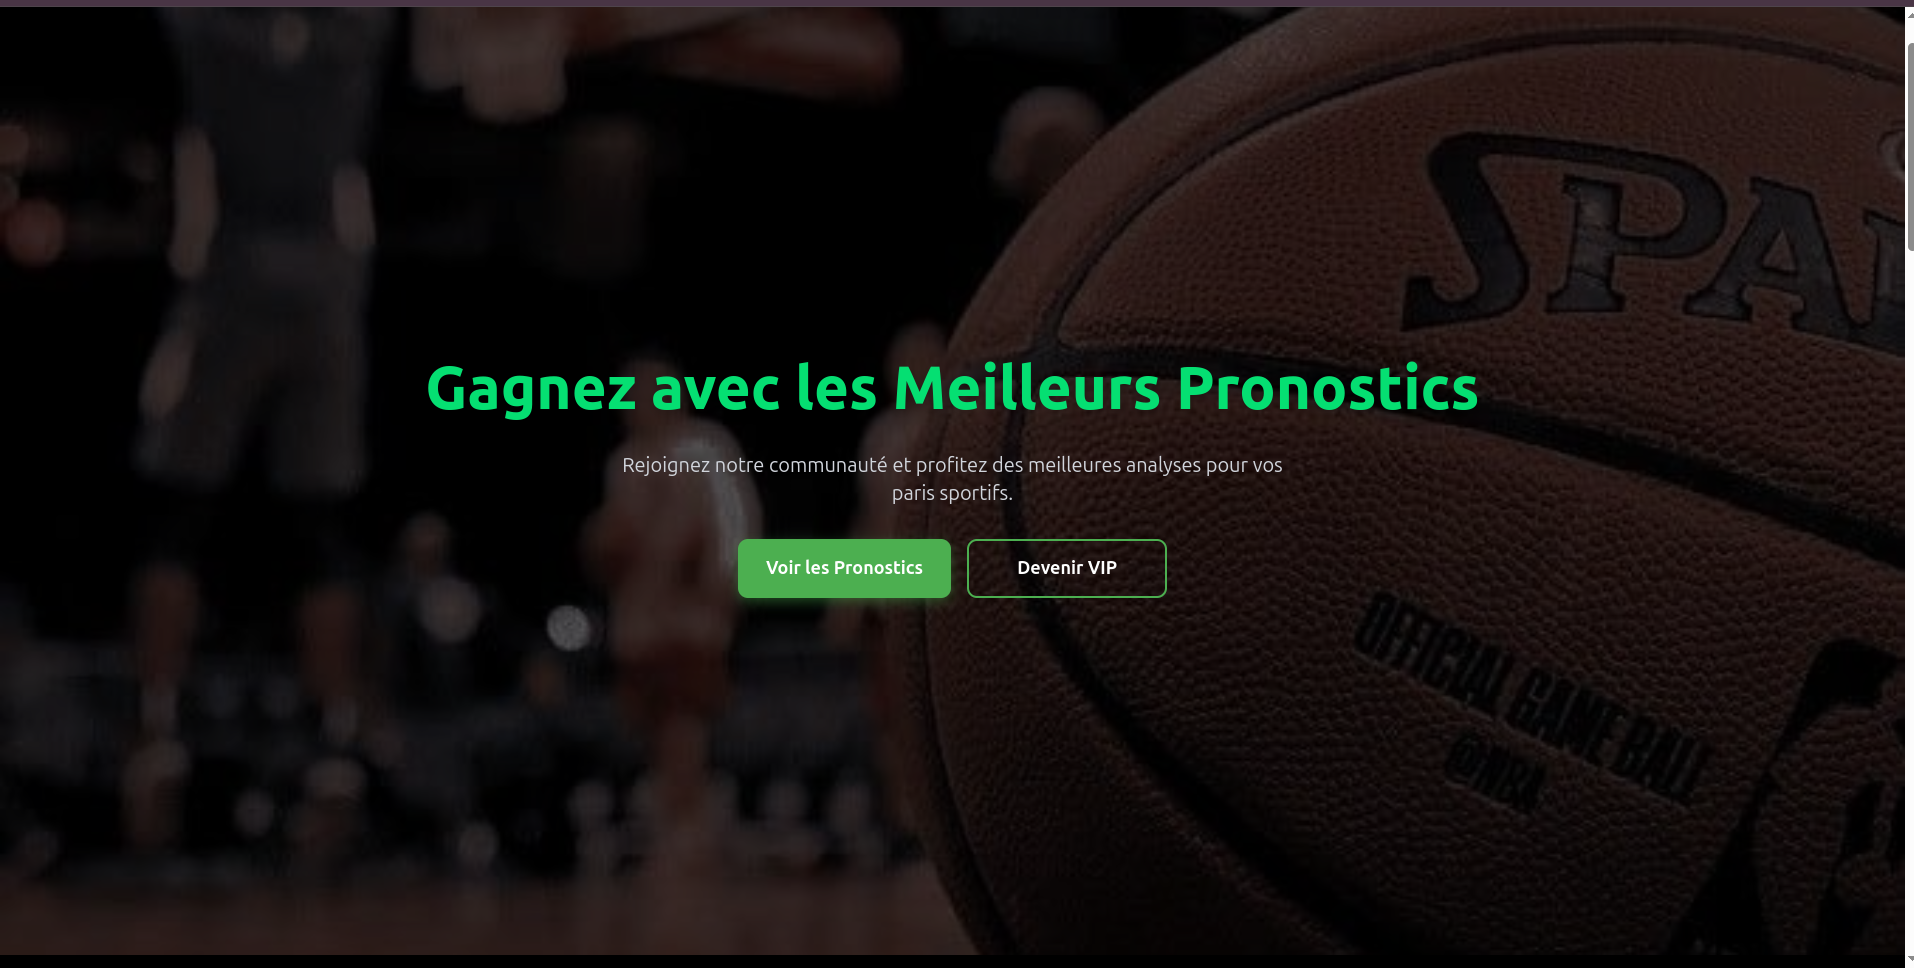 SPA
Gagnez avec les Meilleurs Pronostics
Rejoignez notre communauté et profitez des meilleures analyses pour vos
paris sportifs.
Voir les Pronostics
Devenir VIP
OFFICIAL GAME BALL
@NBA